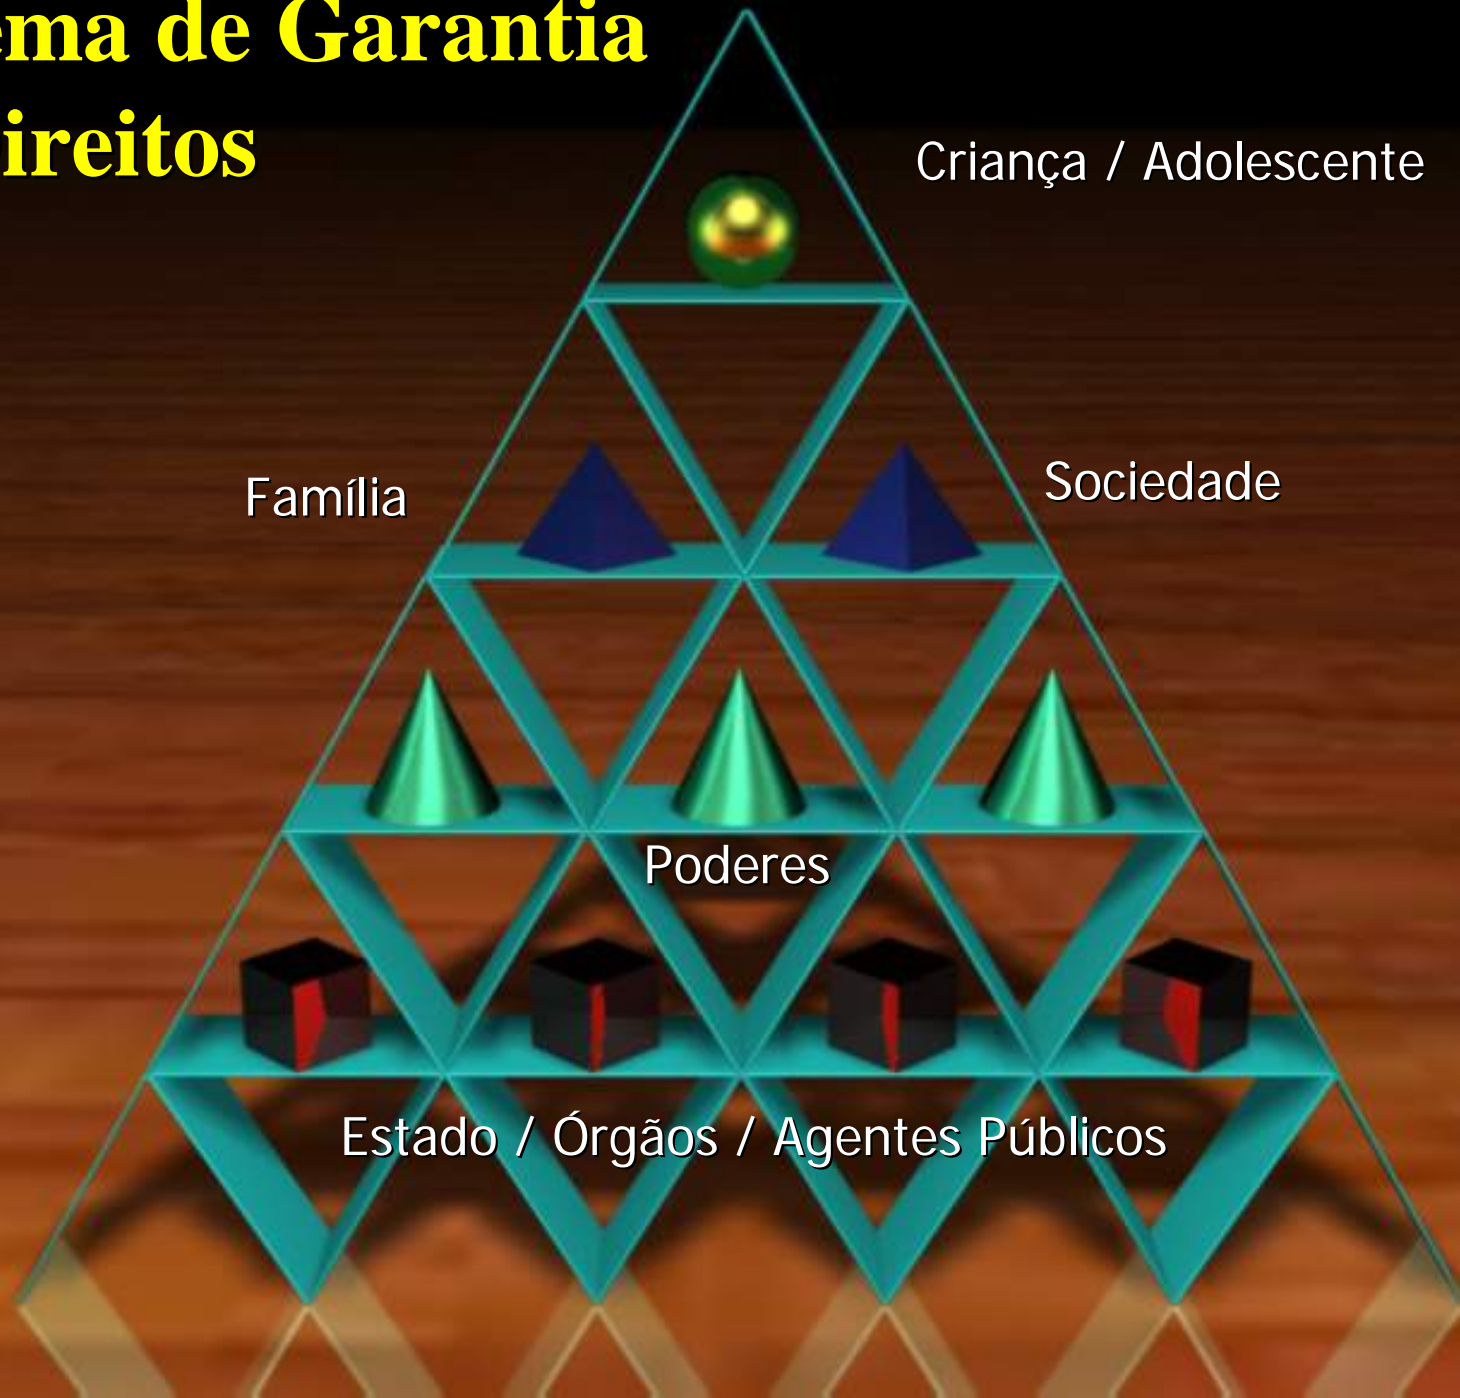 ema de Garantia
ireitos
Criança / Adolescente
Família
Sociedade
Poderes
Estado / Órgãos / Agentes Públicos